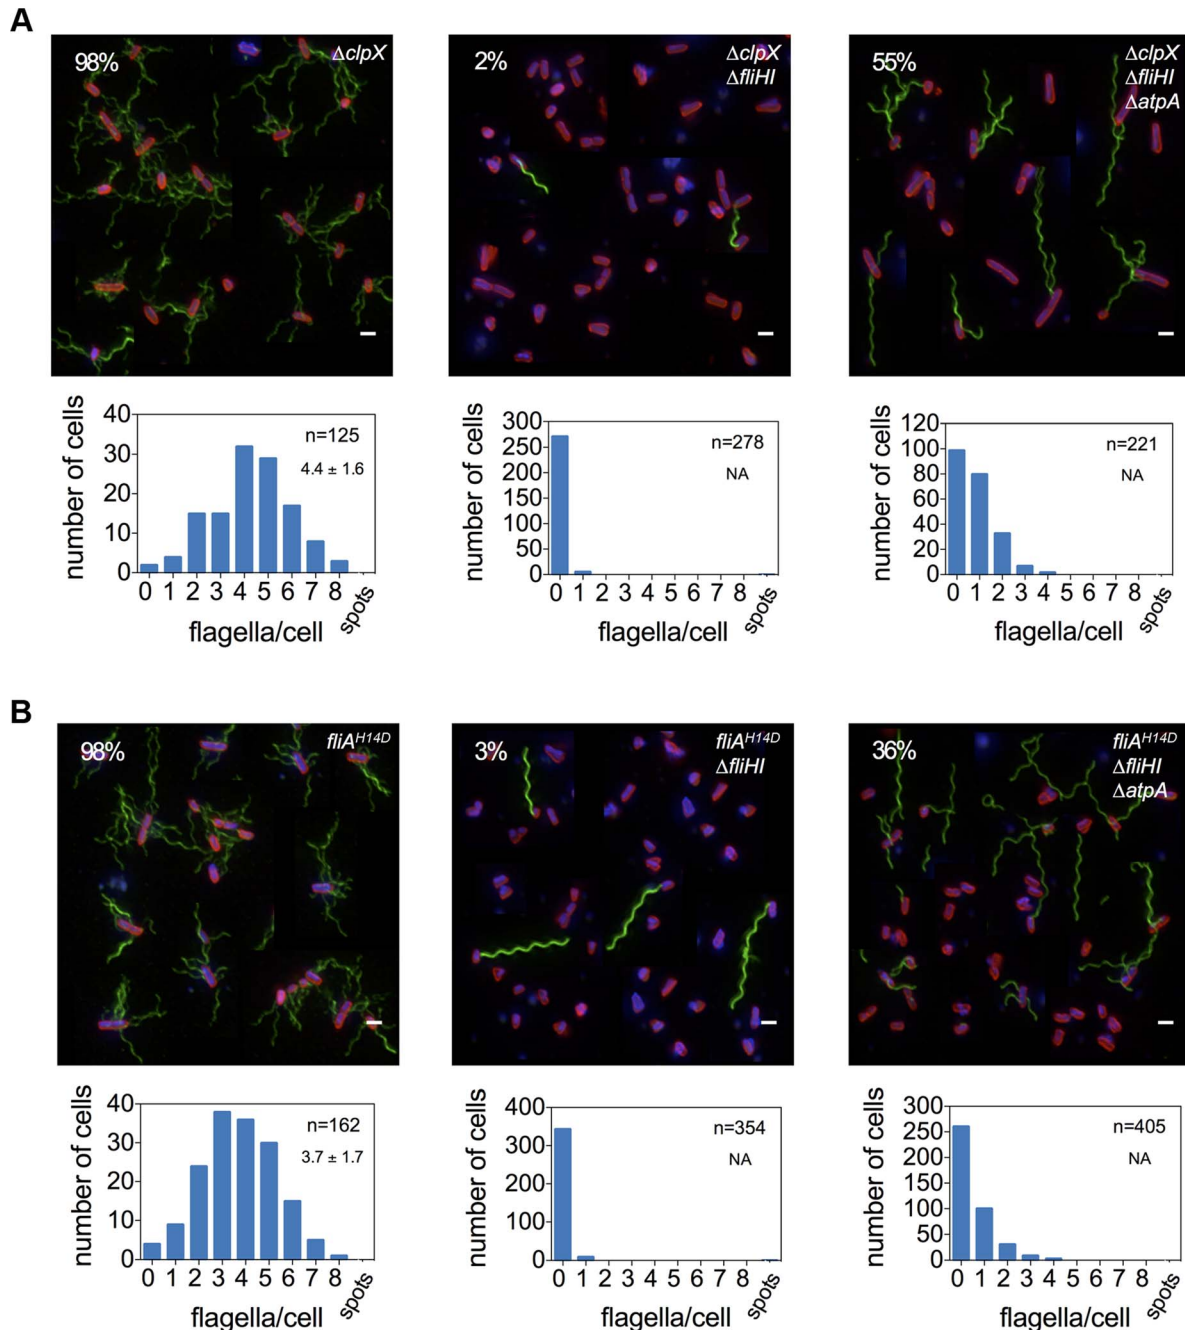 A
98%
ΔclpX
2%
ΔclpX
ΔfliHI
55%
ΔclpX
ΔfliHI
ΔatpA
number of cells
40
30
20
10
0
n=125
4.4 ± 1.6
0 1 2 3 4 5 6 7 8 spots
flagella/cell
number of cells
300
250
200
150
100
50
0
n=278
NA
0 1 2 3 4 5 6 7 8 spots
flagella/cell
number of cells
120
100
80
60
40
20
0
n=221
NA
0 1 2 3 4 5 6 7 8 spots
flagella/cell
B
98%
fliA^H14D
3%
fliA^H14D
ΔfliHI
36%
fliA^H14D
ΔfliHI
ΔatpA
number of cells
40
30
20
10
0
n=162
3.7 ± 1.7
0 1 2 3 4 5 6 7 8 spots
flagella/cell
number of cells
400
300
200
100
0
n=354
NA
0 1 2 3 4 5 6 7 8 spots
flagella/cell
number of cells
300
250
200
150
100
50
0
n=405
NA
0 1 2 3 4 5 6 7 8 spots
flagella/cell